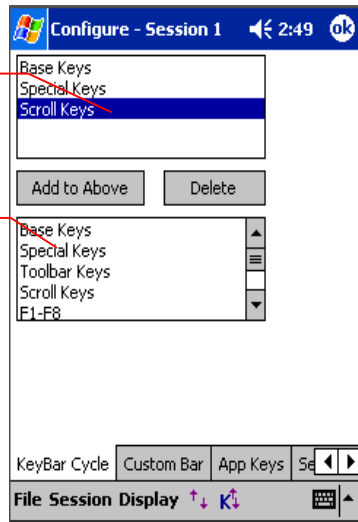 Configure - Session 1 2:49 ok
Base Keys
Special Keys
Scroll Keys
Add to Above Delete
Base Keys
Special Keys
Toolbar Keys
Scroll Keys
F1-F8
KeyBar Cycle Custom Bar App Keys Se
File Session Display K